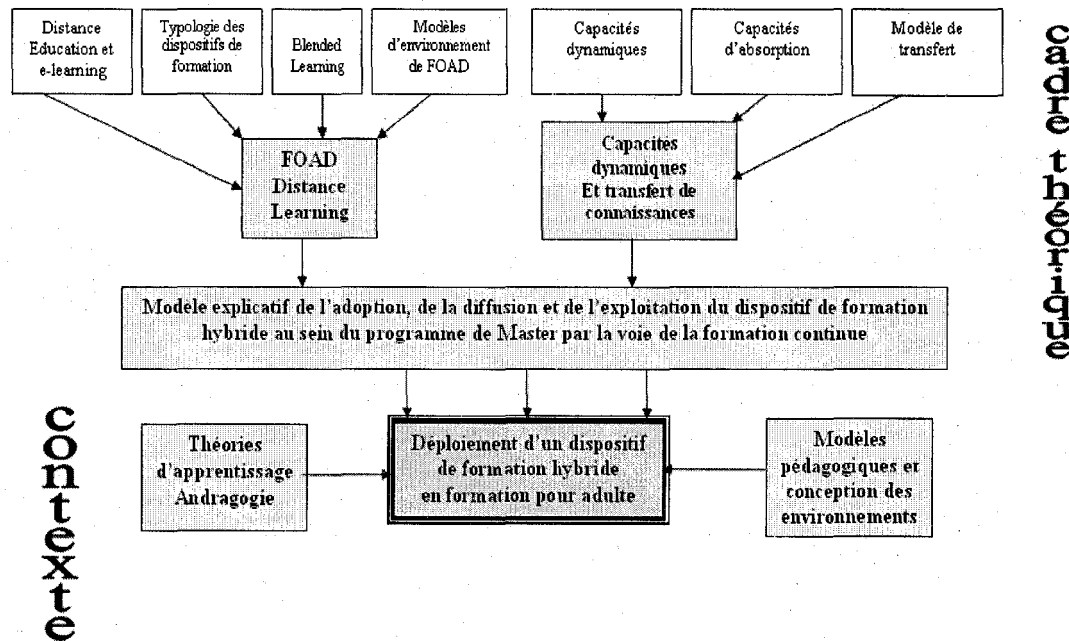 Distance
Education et
e-learning
Typologie des
dispositifs de
formation
Blended
Learning
Modèles
d'environnement
de FOAD
Capacités
dynamiques
Capacités
d'absorption
Modèle de
transfert
cadre théorique
FOAD
Distance
Learning
Capacités
dynamiques
Et transfert de
connaissances
Modèle explicatif de l'adoption, de la diffusion et de l'exploitation du dispositif de formation
hybride au sein du programme de Master par la voie de la formation continue
contexte
Théories
d'apprentissage
Andragogie
Déploiement d'un dispositif
de formation hybride
en formation pour adulte
Modèles
pédagogiques et
conception des
environnements